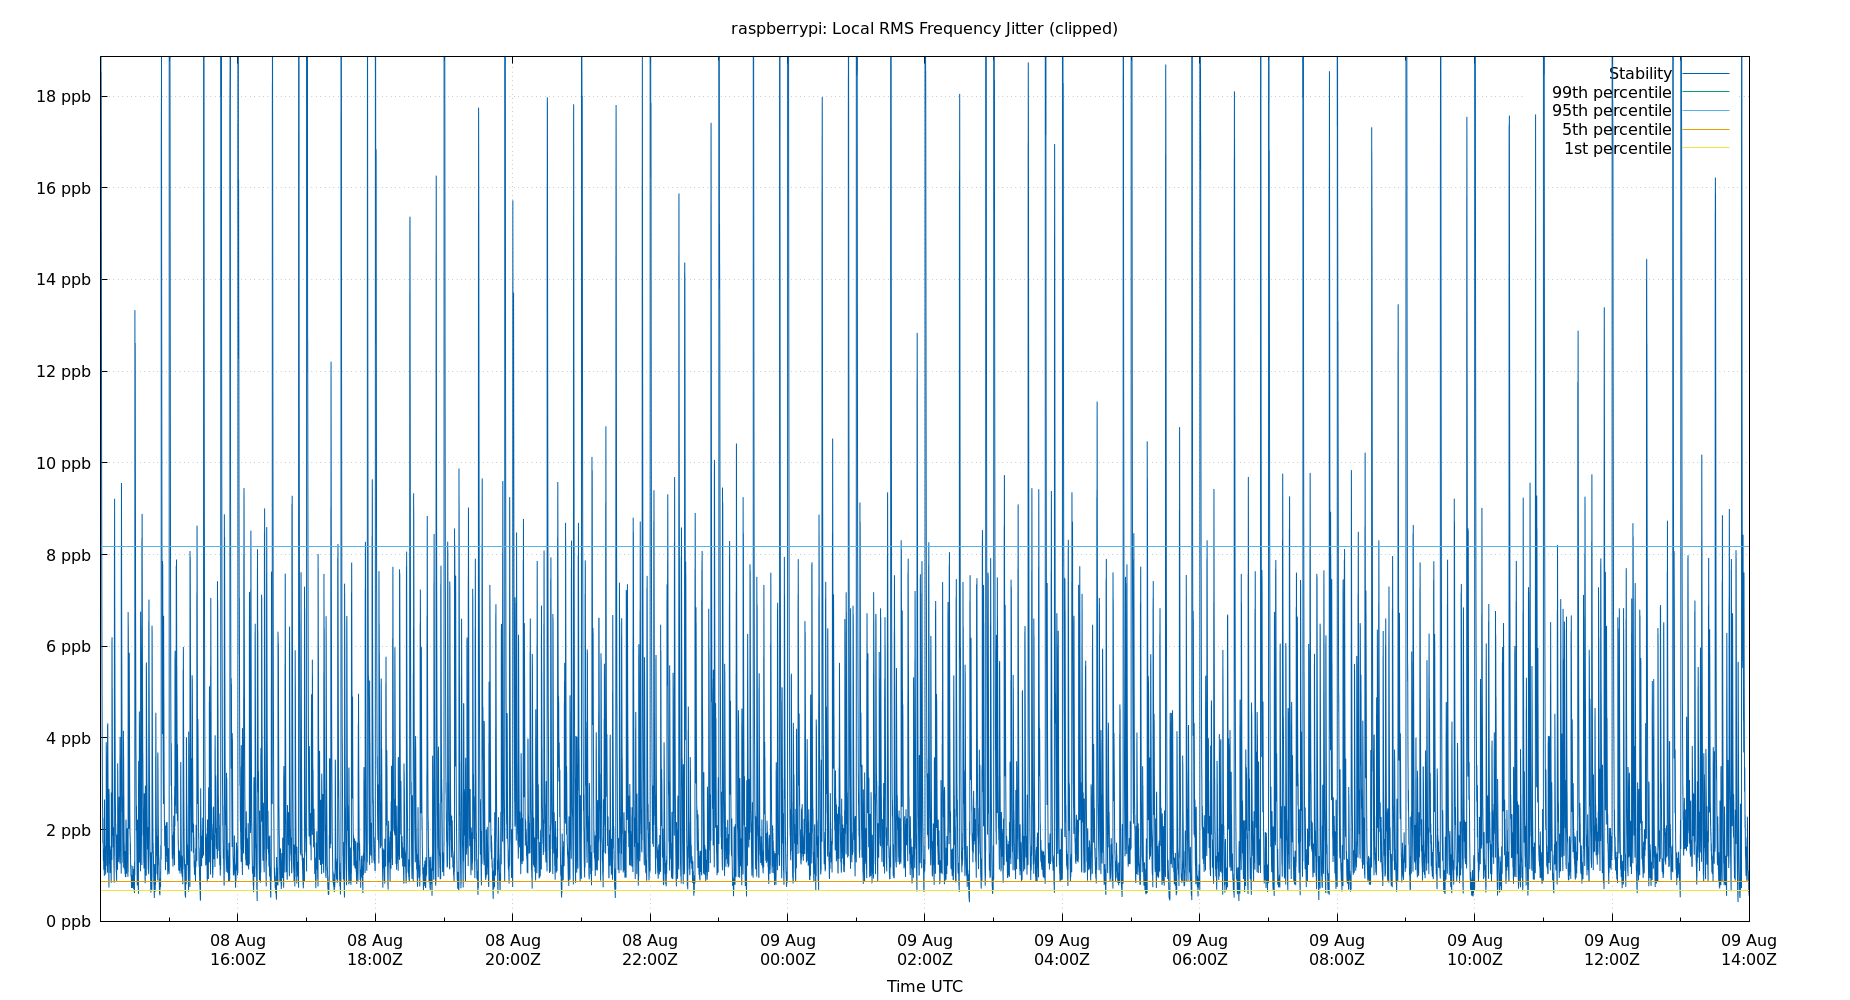 raspberrypi: Local RMS Frequency Jitter (clipped)
Stability
99th percentile
95th percentile
5th percentile
1st percentile
18 ppb
16 ppb
14 ppb
12 ppb
10 ppb
8 ppb
6 ppb
4 ppb
2 ppb
0 ppb
08 Aug
16:00Z
08 Aug
18:00Z
08 Aug
20:00Z
08 Aug
22:00Z
09 Aug
00:00Z
09 Aug
02:00Z
09 Aug
04:00Z
09 Aug
06:00Z
09 Aug
08:00Z
09 Aug
10:00Z
09 Aug
12:00Z
09 Aug
14:00Z
Time UTC